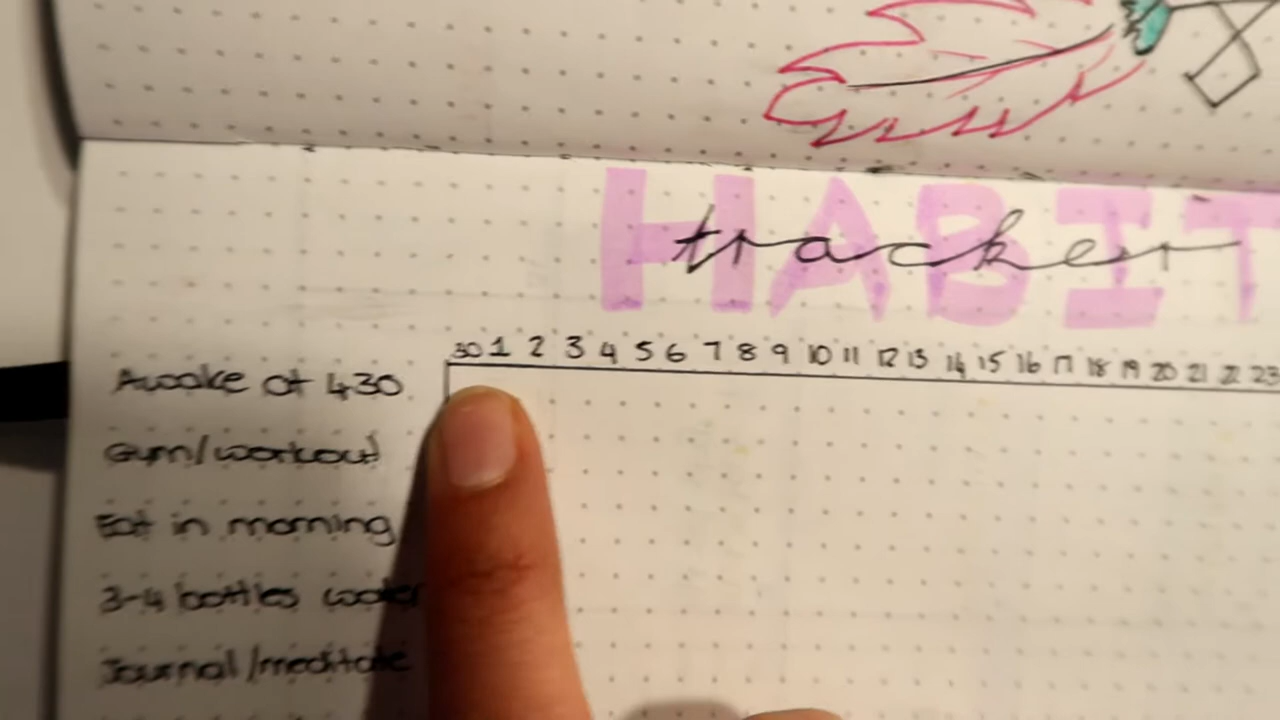 HABIT
tracker
30 1 2 3 4 5 6 7 8 9 10 11 12 13 14 15 16 17 18 19 20 21 22 23
Awake at 430
Gym/workout
Eat in morning
3-4 bottles water
Journal/meditate